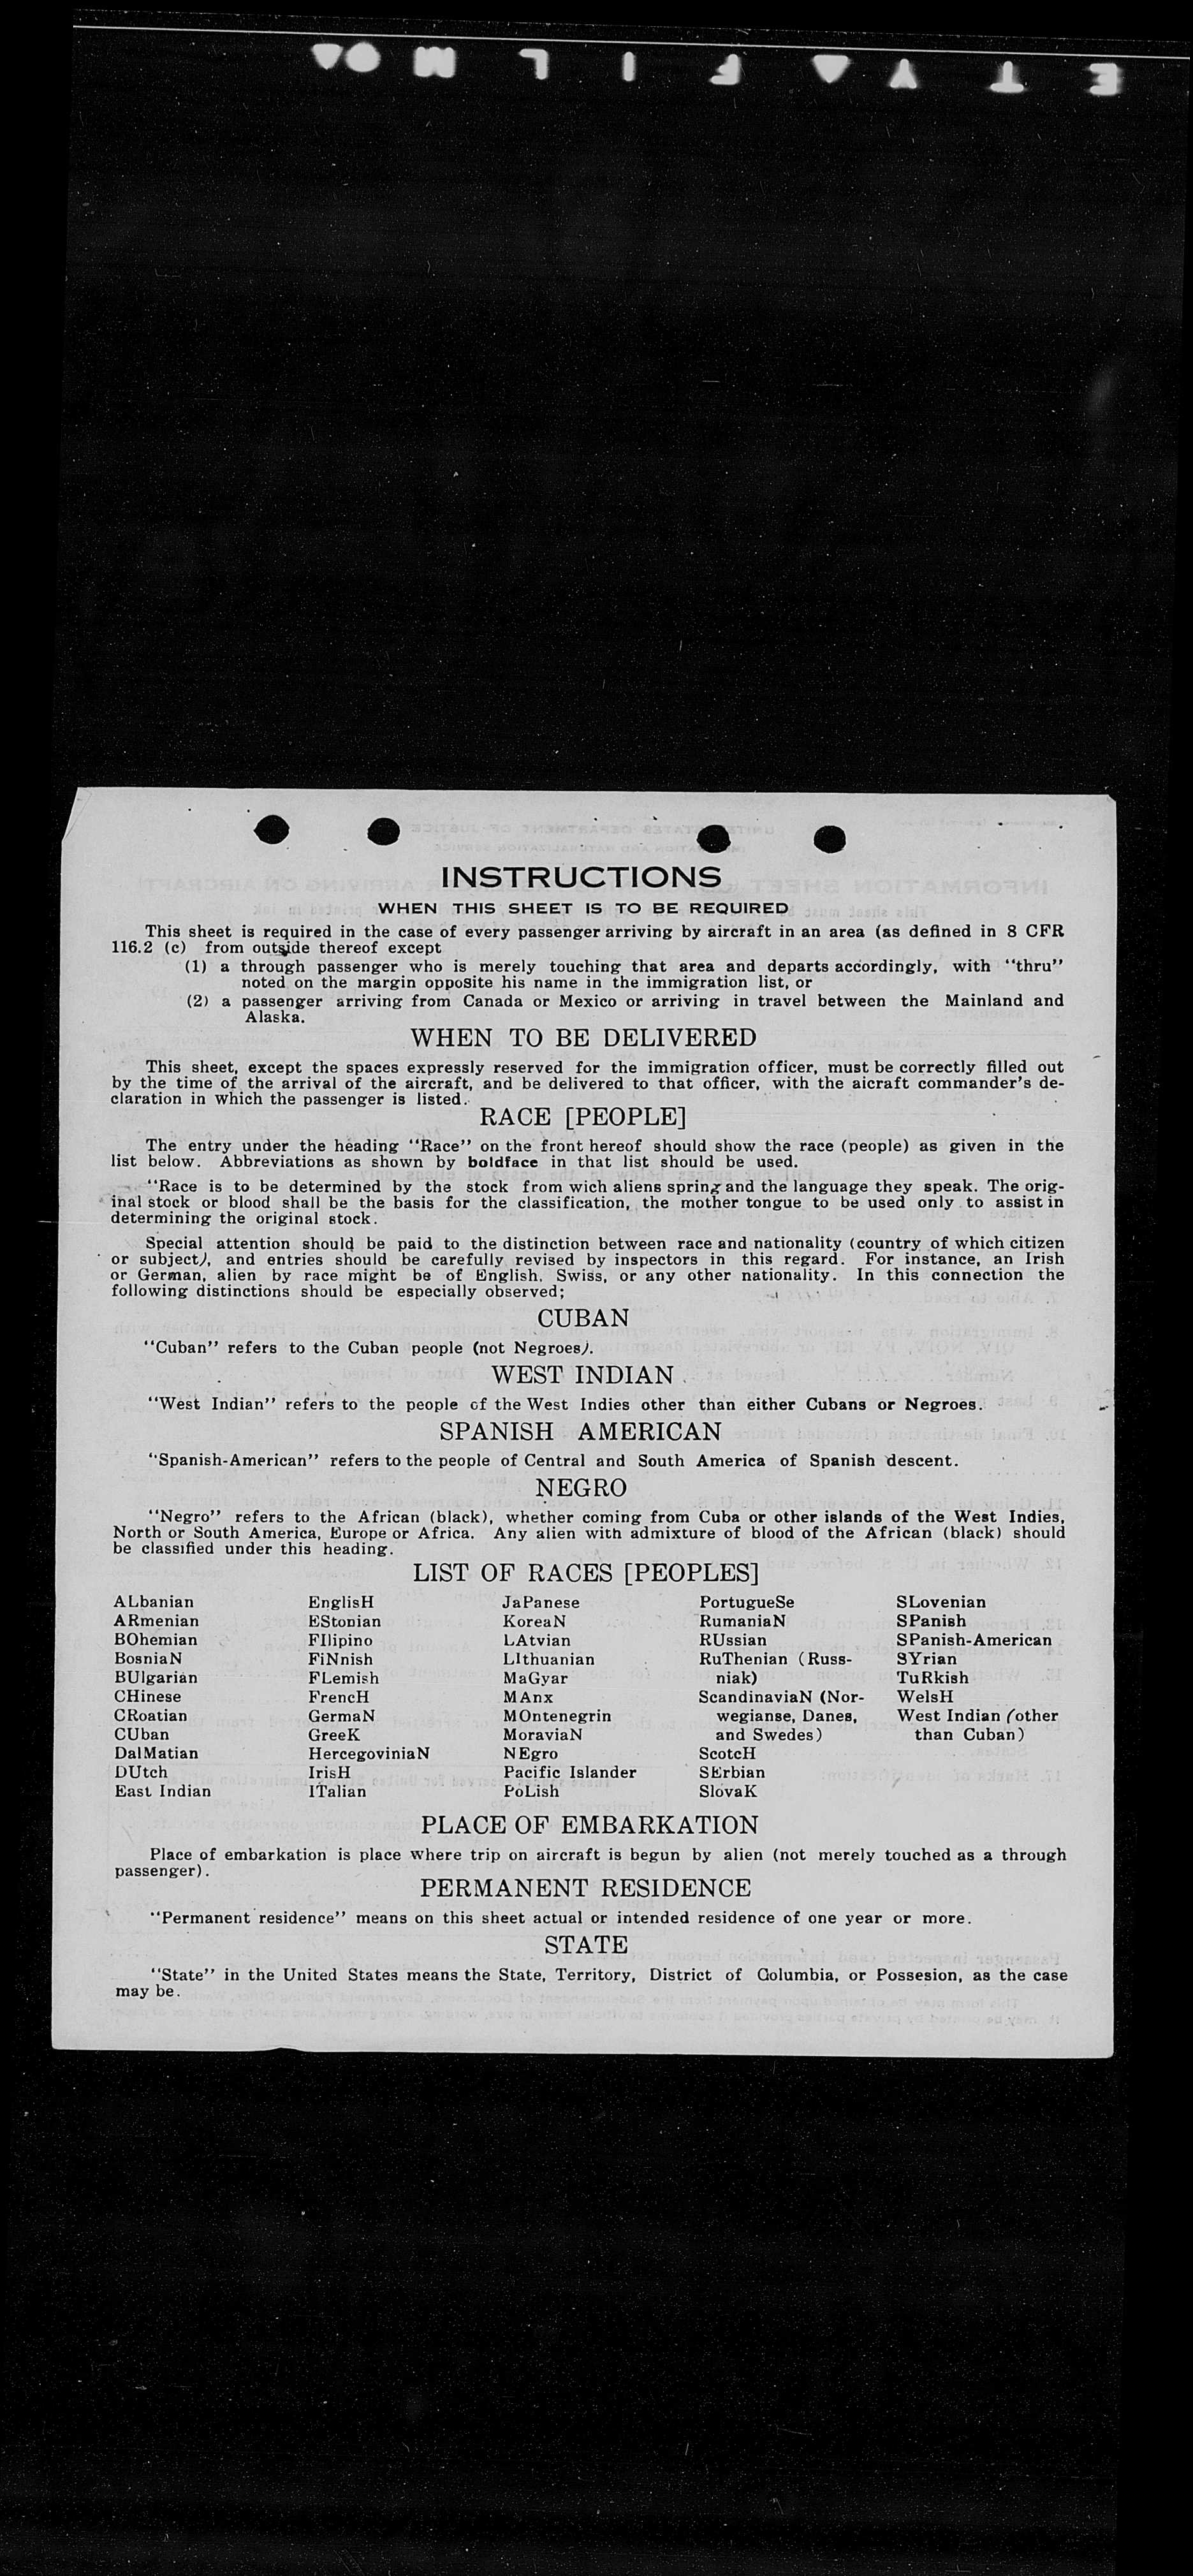 INSTRUCTIONS
WHEN THIS SHEET IS TO BE REQUIRED
This sheet is required in the case of every passenger arriving by aircraft in an area (as defined in 8 CFR
116.2 (c) from outside thereof except
(1) a through passenger who is merely touching that area and departs accordingly, with "thru"
noted on the margin opposite his name in the immigration list, or
(2) a passenger arriving from Canada or Mexico or arriving in travel between the Mainland and
Alaska.
WHEN TO BE DELIVERED
This sheet, except the spaces expressly reserved for the immigration officer, must be correctly filled out
by the time of the arrival of the aircraft, and be delivered to that officer, with the aicraft commander's de-
claration in which the passenger is listed.
RACE [PEOPLE]
The entry under the heading "Race" on the front hereof should show the race (people) as given in the
list below. Abbreviations as shown by boldface in that list should be used.
"Race is to be determined by the stock from wich aliens spring and the language they speak. The orig-
inal stock or blood shall be the basis for the classification, the mother tongue to be used only to assist in
determining the original stock.
Special attention should be paid to the distinction between race and nationality (country of which citizen
or subject), and entries should be carefully revised by inspectors in this regard. For instance, an Irish
or German, alien by race might be of English, Swiss, or any other nationality. In this connection the
following distinctions should be especially observed;
CUBAN
"Cuban" refers to the Cuban people (not Negroes).
WEST INDIAN
"West Indian" refers to the people of the West Indies other than either Cubans or Negroes.
SPANISH AMERICAN
"Spanish-American" refers to the people of Central and South America of Spanish descent.
NEGRO
"Negro" refers to the African (black), whether coming from Cuba or other islands of the West Indies,
North or South America, Europe or Africa. Any alien with admixture of blood of the African (black) should
be classified under this heading.
LIST OF RACES [PEOPLES]
ALbanian
ARmenian
BOhemian
BosniaN
BUlgarian
CHinese
CRoatian
CUban
DalMatian
DUtch
East Indian
EnglisH
EStonian
FIlipino
FiNnish
FLemish
FrencH
GermaN
GreeK
HercegoviniaN
IrisH
ITalian
JaPanese
KoreaN
LAtvian
LIthuanian
MaGyar
MAnx
MOntenegrin
MoraviaN
NEgro
Pacific Islander
PoLish
PortugueSe
RumaniaN
RUssian
RuThenian (Russ-
niak)
ScandinaviaN (Nor-
wegianse, Danes,
and Swedes)
ScotcH
SErbian
SlovaK
SLovenian
SPanish
SPanish-American
SYrian
TuRkish
WelsH
West Indian (other
than Cuban)
PLACE OF EMBARKATION
Place of embarkation is place where trip on aircraft is begun by alien (not merely touched as a through
passenger).
PERMANENT RESIDENCE
"Permanent residence" means on this sheet actual or intended residence of one year or more.
STATE
"State" in the United States means the State, Territory, District of Columbia, or Possesion, as the case
may be.